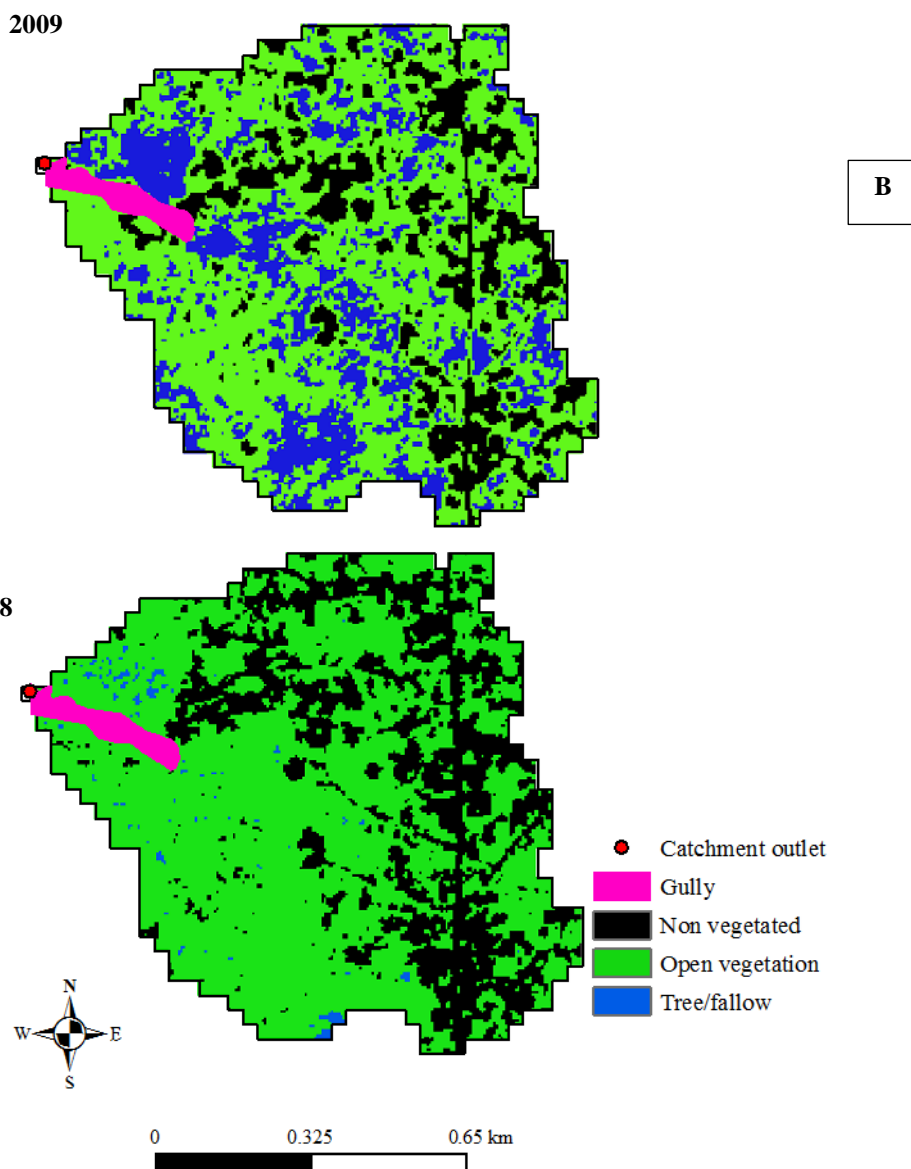 2009
B
8
Catchment outlet
Gully
Non vegetated
Open vegetation
Tree/fallow
N
W E
S
0 0.325 0.65 km